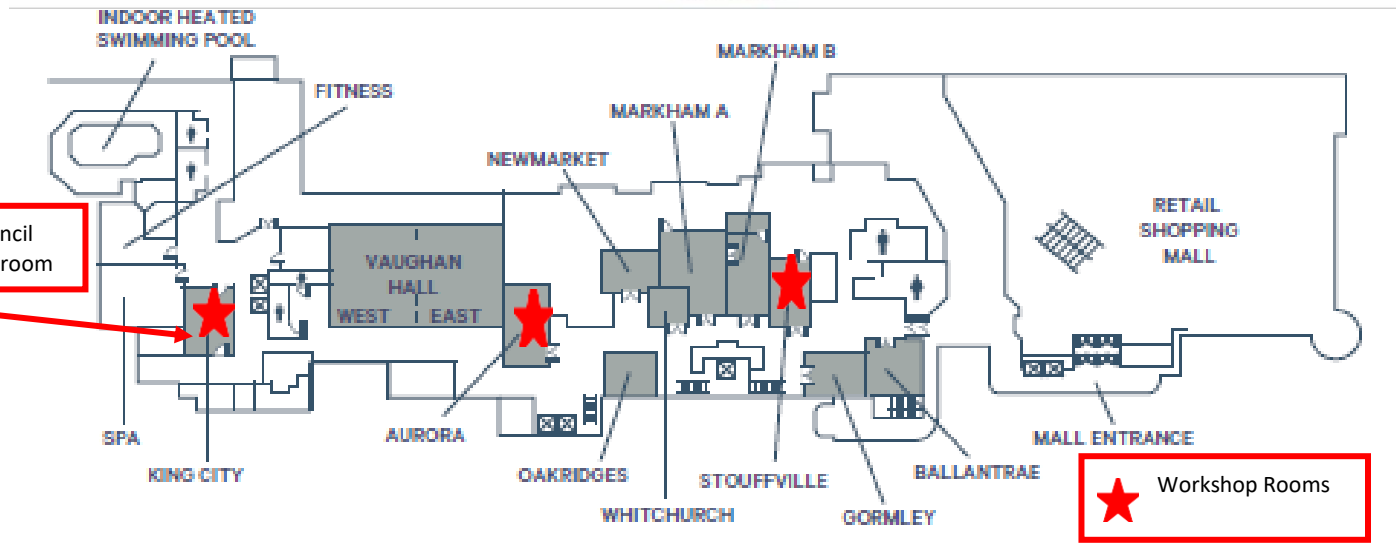 INDOOR HEATED
SWIMMING POOL
FITNESS
MARKHAM B
MARKHAM A
NEWMARKET
RETAIL
SHOPPING
MALL
room
VAUGHAN
HALL
WEST
EAST
SPA
KING CITY
AURORA
OAKRIDGES
WHITCHURCH
STOUFFVILLE
GORMLEY
BALLANTRAE
MALL ENTRANCE
Workshop Rooms